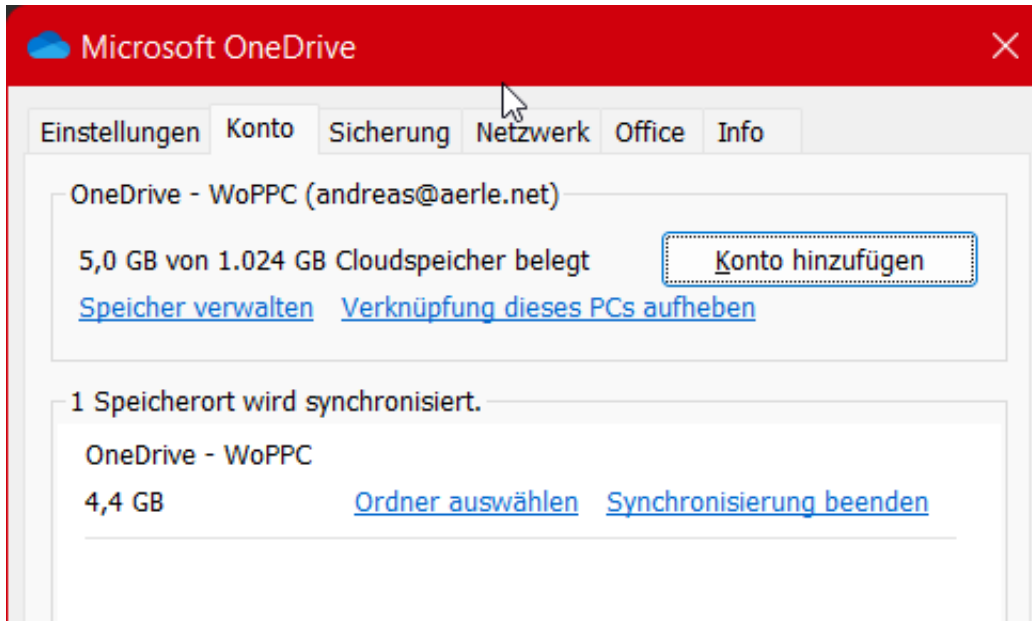 Microsoft OneDrive
Einstellungen Konto Sicherung Netzwerk Office Info
OneDrive - WoPPC (andreas@aerle.net)
5,0 GB von 1.024 GB Cloudspeicher belegt Konto hinzufügen
Speicher verwalten Verknüpfung dieses PCs aufheben
1 Speicherort wird synchronisiert.
OneDrive - WoPPC
4,4 GB Ordner auswählen Synchronisierung beenden